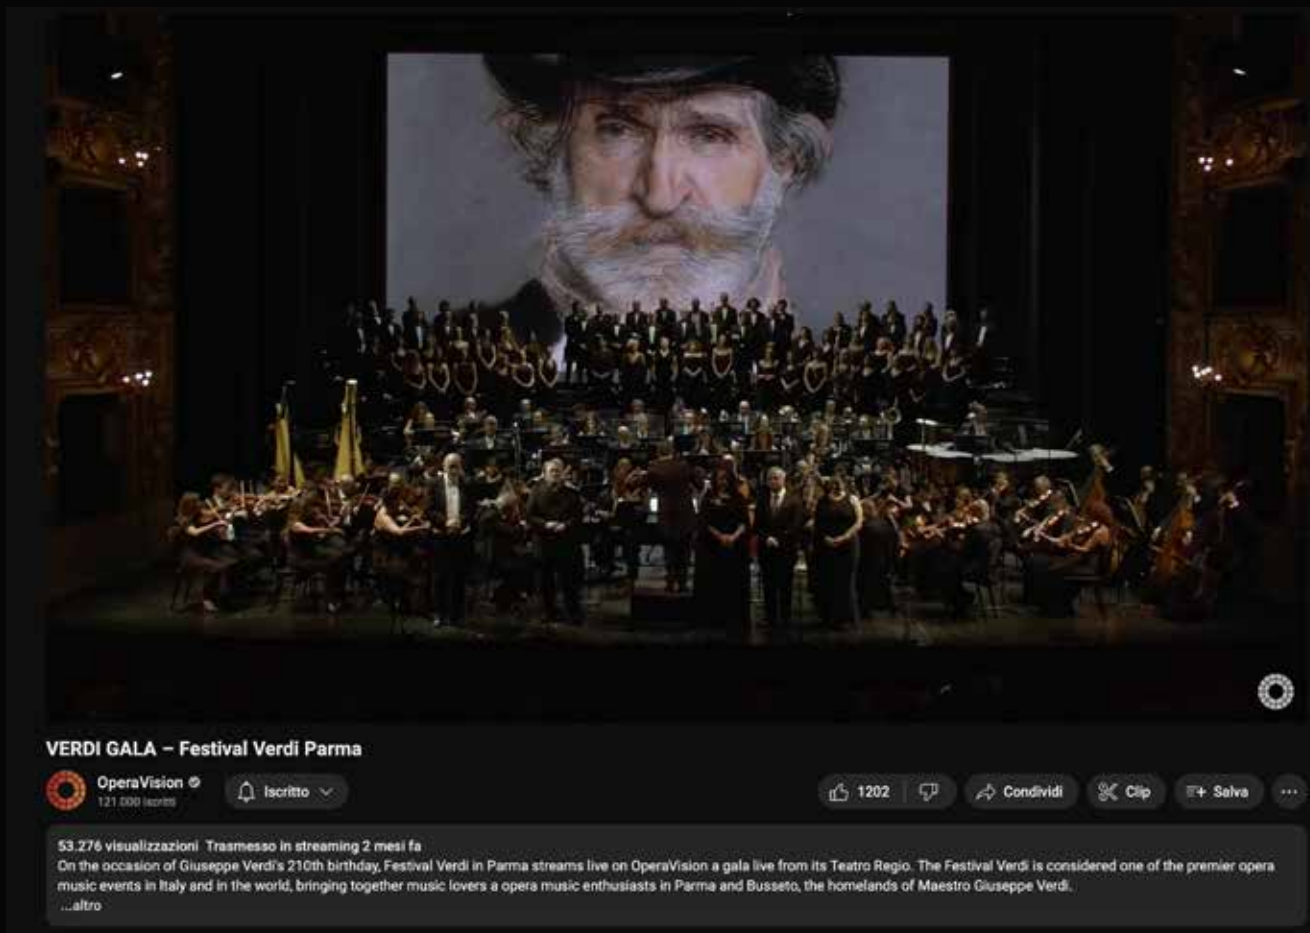 VERDI GALA – Festival Verdi Parma
OperaVision
121.000 iscritti
Iscritto
1202
Condividi
Clip
Salva
53.276 visualizzazioni Trasmesso in streaming 2 mesi fa
On the occasion of Giuseppe Verdi's 210th birthday, Festival Verdi in Parma streams live on OperaVision a gala live from its Teatro Regio. The Festival Verdi is considered one of the premier opera
music events in Italy and in the world, bringing together music lovers a opera music enthusiasts in Parma and Busseto, the homelands of Maestro Giuseppe Verdi.
...altro